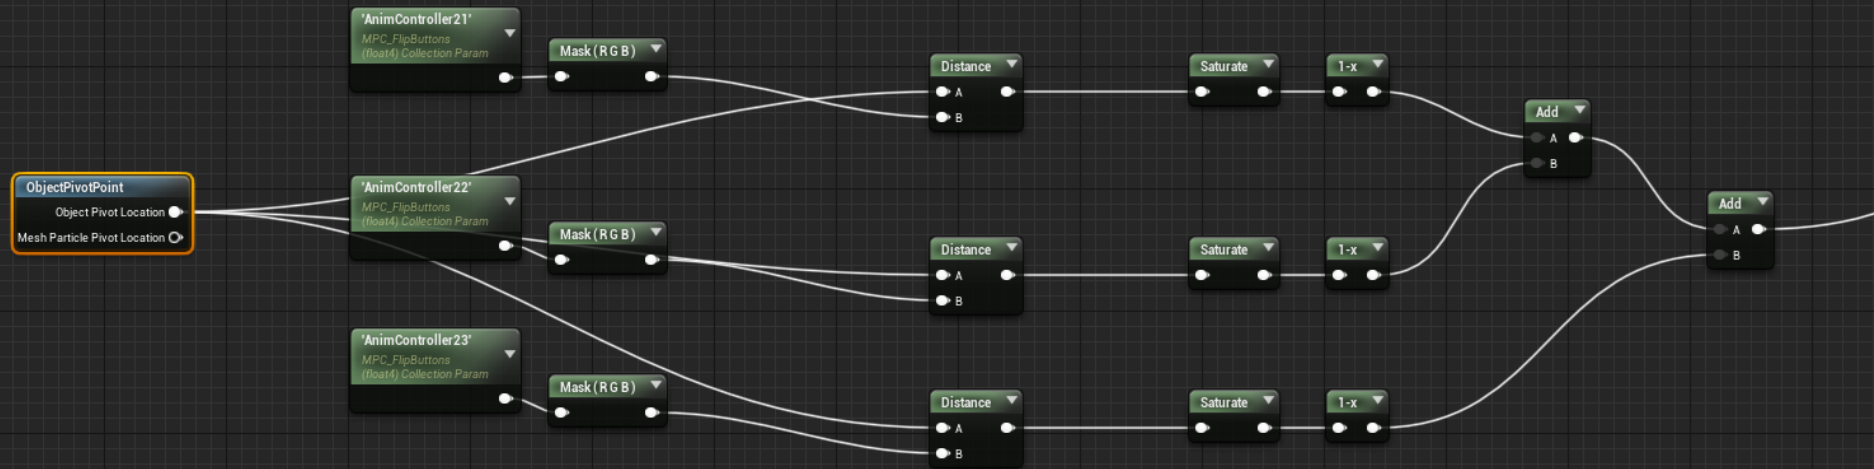 'AnimController21'
MPC_FlipButtons
(float4) Collection Param
Mask ( R G B )
Distance
A
B
Saturate
1-x
Add
A
B
ObjectPivotPoint
Object Pivot Location
Mesh Particle Pivot Location
'AnimController22'
MPC_FlipButtons
(float4) Collection Param
Mask ( R G B )
Distance
A
B
Saturate
1-x
Add
A
B
'AnimController23'
MPC_FlipButtons
(float4) Collection Param
Mask ( R G B )
Distance
A
B
Saturate
1-x